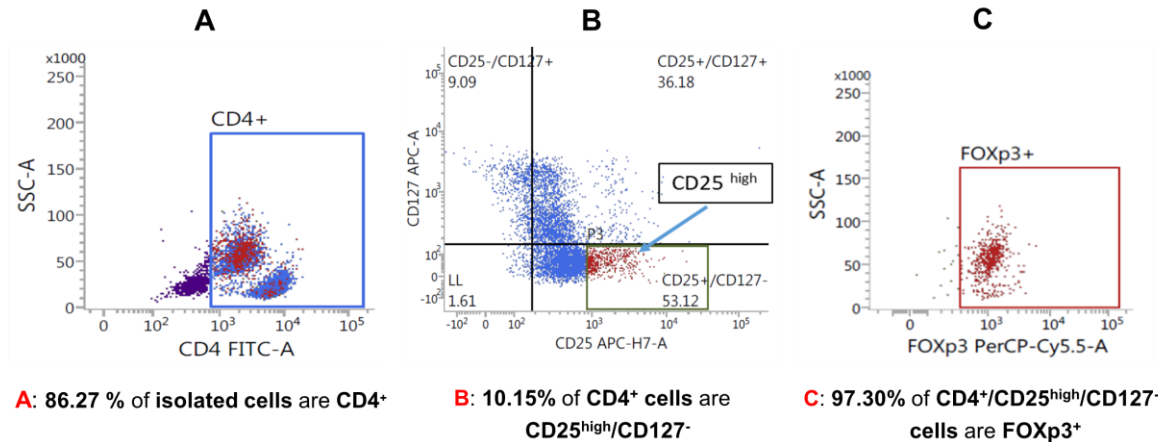 A
x1000
250
200
150
100
50
0
SSC-A
CD4+
0 10² 10³ 10⁴ 10⁵
CD4 FITC-A
B
CD25-/CD127+
9.09
CD25+/CD127+
36.18
10⁵
10⁴
10³
10²
0
-10²
CD127 APC-A
CD25 high
P3
LL
1.61
CD25+/CD127-
53.12
-10² 0 10² 10³ 10⁴ 10⁵
CD25 APC-H7-A
C
x1000
250
200
150
100
50
0
SSC-A
FOXp3+
0 10³ 10⁴ 10⁵
FOXp3 PerCP-Cy5.5-A
A: 86.27 % of isolated cells are CD4⁺
B: 10.15% of CD4⁺ cells are
CD25ʰⁱᵍʰ/CD127⁻
C: 97.30% of CD4⁺/CD25ʰⁱᵍʰ/CD127⁻
cells are FOXp3⁺